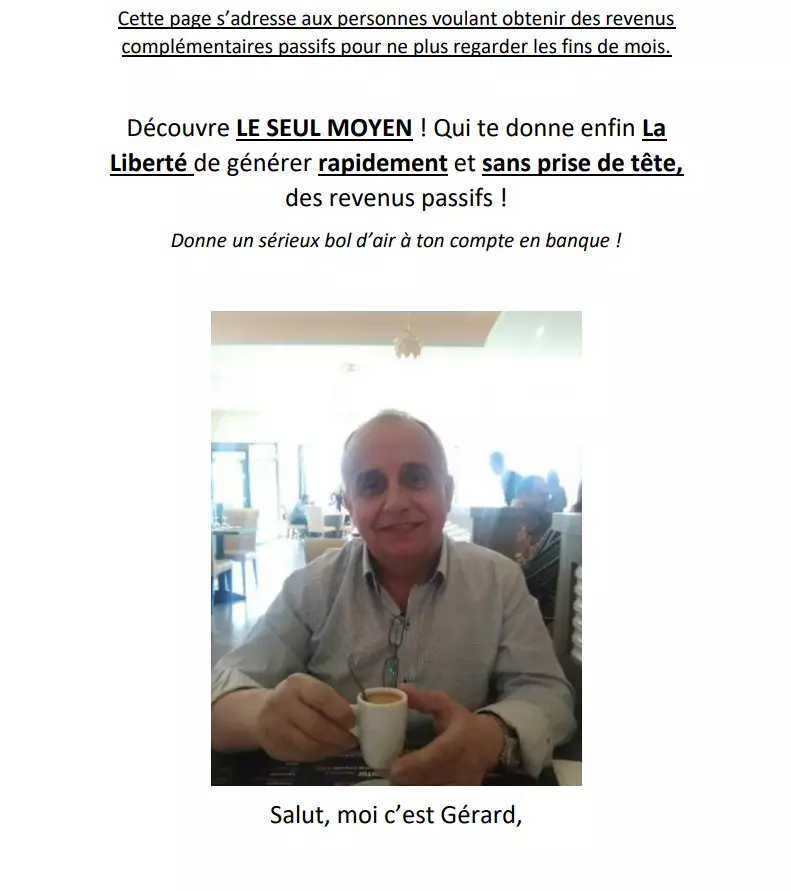 Cette page s’adresse aux personnes voulant obtenir des revenus
complémentaires passifs pour ne plus regarder les fins de mois.
Découvre LE SEUL MOYEN ! Qui te donne enfin La
Liberté de générer rapidement et sans prise de tête,
des revenus passifs !
Donne un sérieux bol d’air à ton compte en banque !
Salut, moi c’est Gérard,